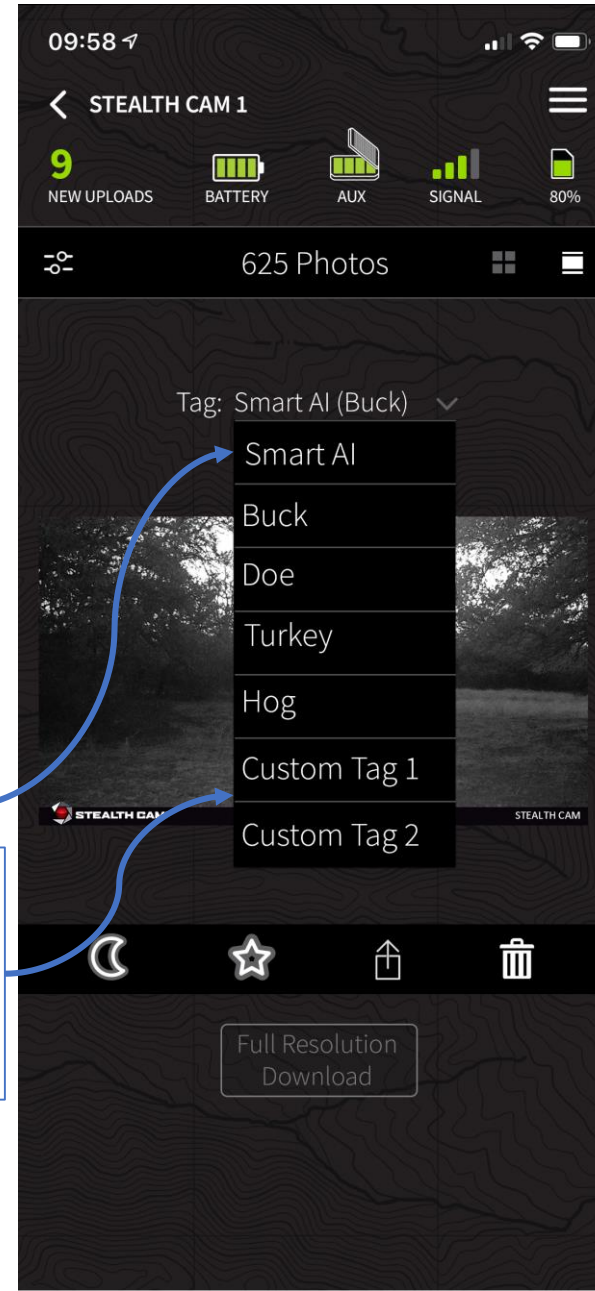 09:58
STEALTH CAM 1
9
NEW UPLOADS
BATTERY
AUX
SIGNAL
80%
625 Photos
Tag: Smart AI (Buck)
Smart AI
Buck
Doe
Turkey
Hog
Custom Tag 1
Custom Tag 2
STEALTH CAM
STEALTH CAM
Full Resolution
Download